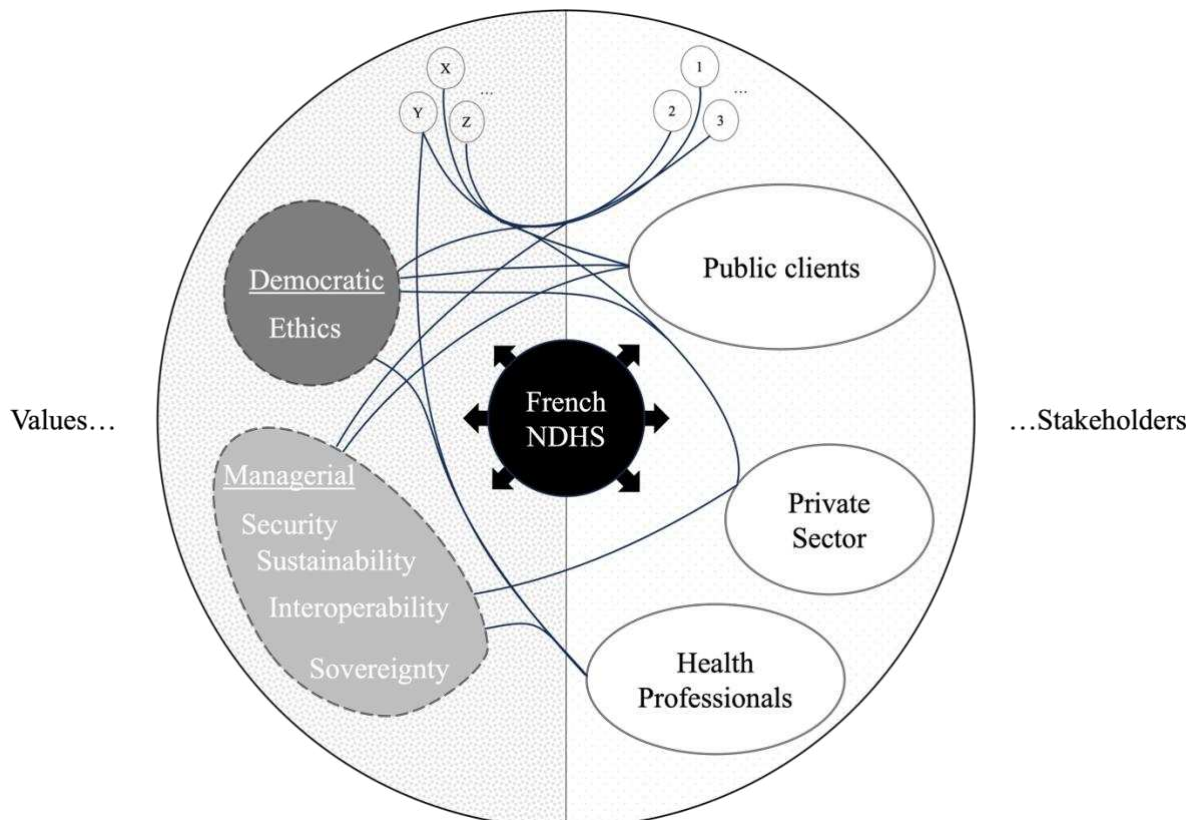 X
…
Y
Z
1
…
2
3
Democratic
Ethics
Public clients
French
NDHS
Values…
…Stakeholders
Managerial
Security
Sustainability
Interoperability
Sovereignty
Private
Sector
Health
Professionals